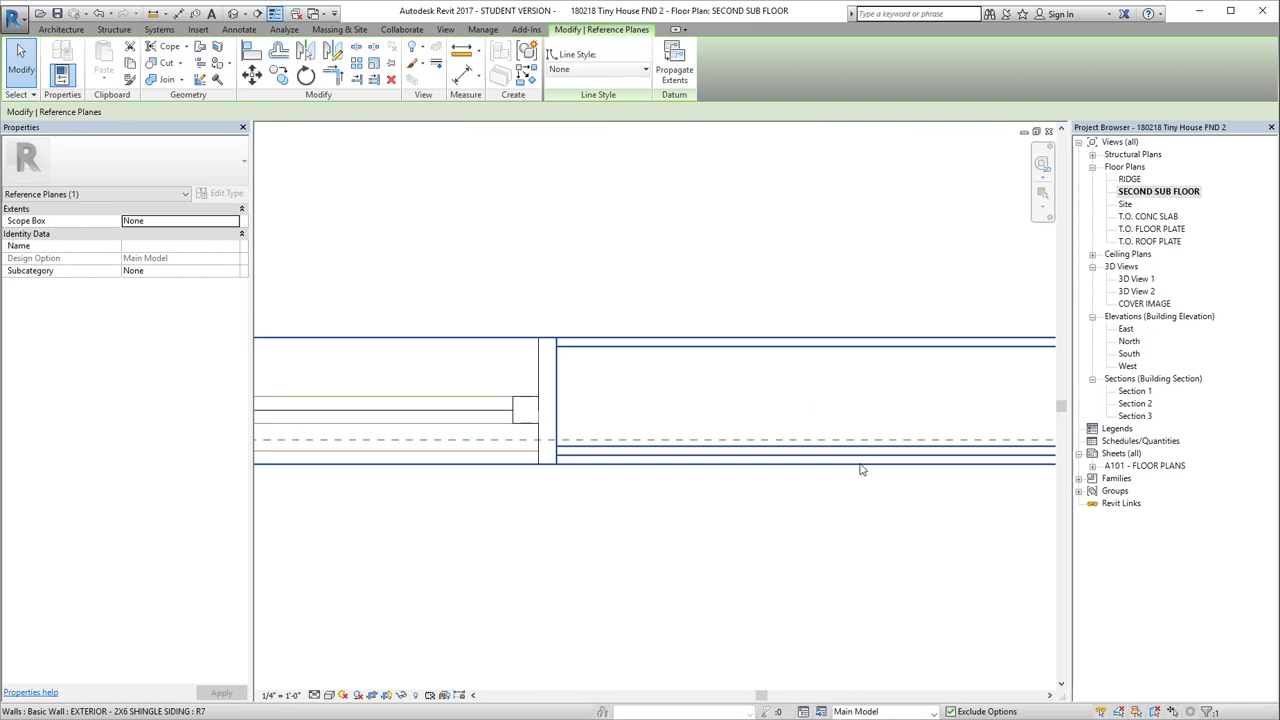 Autodesk Revit 2017 - STUDENT VERSION - 180218 Tiny House FND 2 - Floor Plan: SECOND SUB FLOOR
Type a keyword or phrase
Sign In
Architecture Structure Systems Insert Annotate Analyze Massing & Site Collaborate View Manage Add-Ins Modify | Reference Planes
Modify
Paste
Cope
Cut
Join
Line Style:
None
Propagate Extents
Select Properties Clipboard Geometry Modify View Measure Create Line Style Datum
Modify | Reference Planes
Properties
Reference Planes (1)
Edit Type
Extents
Scope Box None
Identity Data
Name
Design Option Main Model
Subcategory None
Properties help
Apply
Project Browser - 180218 Tiny House FND 2
Views (all)
Structural Plans
Floor Plans
RIDGE
SECOND SUB FLOOR
Site
T.O. CONC SLAB
T.O. FLOOR PLATE
T.O. ROOF PLATE
Ceiling Plans
3D Views
3D View 1
3D View 2
COVER IMAGE
Elevations (Building Elevation)
East
North
South
West
Sections (Building Section)
Section 1
Section 2
Section 3
Legends
Schedules/Quantities
Sheets (all)
A101 - FLOOR PLANS
Families
Groups
Revit Links
1/4" = 1'-0"
Walls : Basic Wall : EXTERIOR - 2X6 SHINGLE SIDING : R7
:0
Main Model
Exclude Options
:1